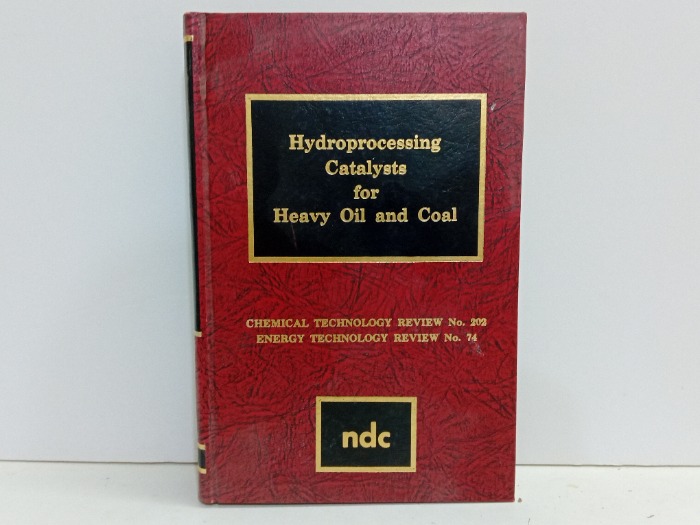 Hydroprocessing
Catalysts
for
Heavy Oil and Coal
CHEMICAL TECHNOLOGY REVIEW No. 202
ENERGY TECHNOLOGY REVIEW No. 74
ndc